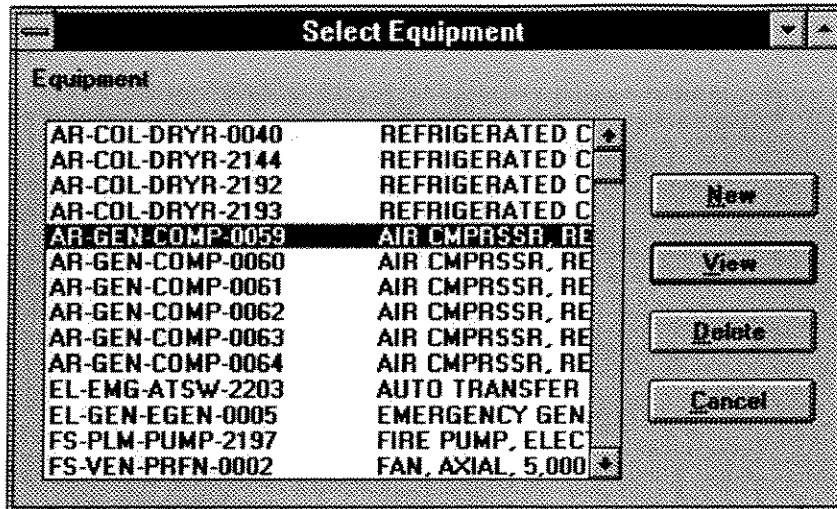 Select Equipment
Equipment
AR-COL-DRYR-0040 REFRIGERATED C
AR-COL-DRYR-2144 REFRIGERATED C
AR-COL-DRYR-2192 REFRIGERATED C
AR-COL-DRYR-2193 REFRIGERATED C
AR-GEN-COMP-0059 AIR CMPRSSR, RE
AR-GEN-COMP-0060 AIR CMPRSSR, RE
AR-GEN-COMP-0061 AIR CMPRSSR, RE
AR-GEN-COMP-0062 AIR CMPRSSR, RE
AR-GEN-COMP-0063 AIR CMPRSSR, RE
AR-GEN-COMP-0064 AIR CMPRSSR, RE
EL-EMG-ATSW-2203 AUTO TRANSFER
EL-GEN-EGEN-0005 EMERGENCY GEN
FS-PLM-PUMP-2197 FIRE PUMP, ELEC
FS-VEN-PRFN-0002 FAN, AXIAL, 5,000
New
View
Delete
Cancel